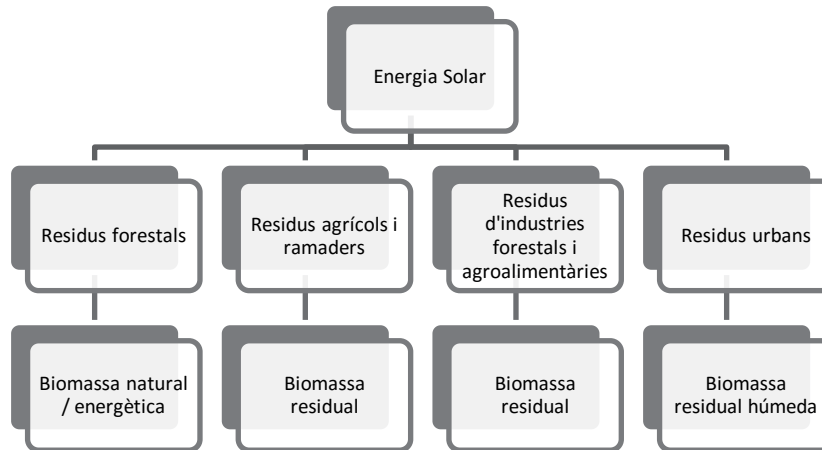 Energia Solar
Residus forestals
Residus agrícols i
ramaders
Residus
d'industries
forestals i
agroalimentàries
Residus urbans
Biomassa natural
/ energètica
Biomassa
residual
Biomassa
residual
Biomassa
residual húmeda